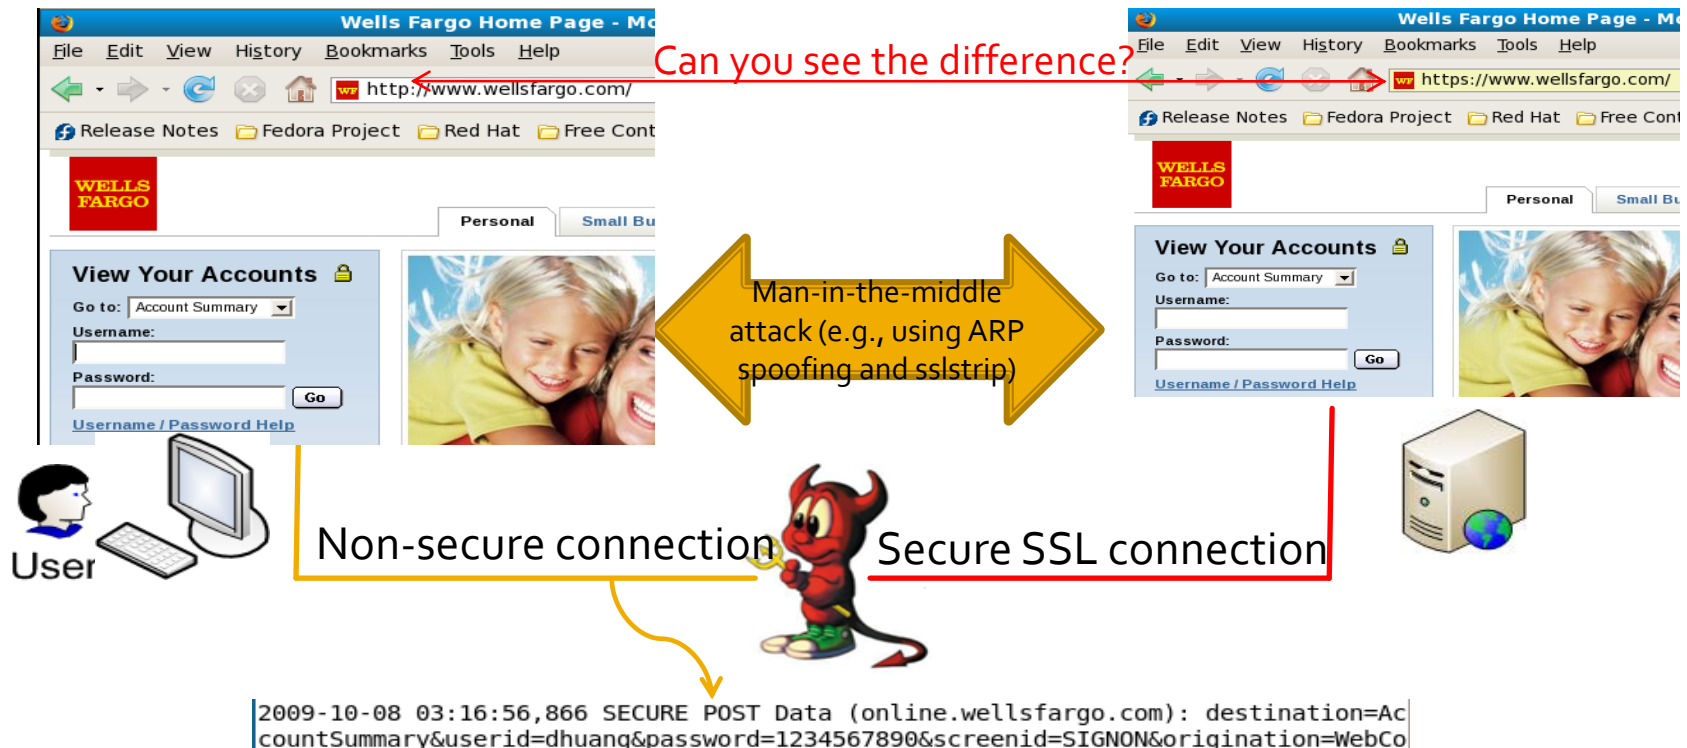 Wells Fargo Home Page - Mo
File Edit View History Bookmarks Tools Help
WF http://www.wellsfargo.com/
Release Notes Fedora Project Red Hat Free Cont
WELLS
FARGO
Personal Small Bu
View Your Accounts
Go to: Account Summary
Username:
Password:
Go
Username / Password Help
Can you see the difference?
Wells Fargo Home Page - Mo
File Edit View History Bookmarks Tools Help
WF https://www.wellsfargo.com/
Release Notes Fedora Project Red Hat Free Cont
WELLS
FARGO
Personal Small Bu
View Your Accounts
Go to: Account Summary
Username:
Password:
Go
Username / Password Help
Man-in-the-middle
attack (e.g., using ARP
spoofing and sslstrip)
User
Non-secure connection
Secure SSL connection
2009-10-08 03:16:56,866 SECURE POST Data (online.wellsfargo.com): destination=Ac
countSummary&userid=dhuang&password=1234567890&screenid=SIGNON&origination=WebCo